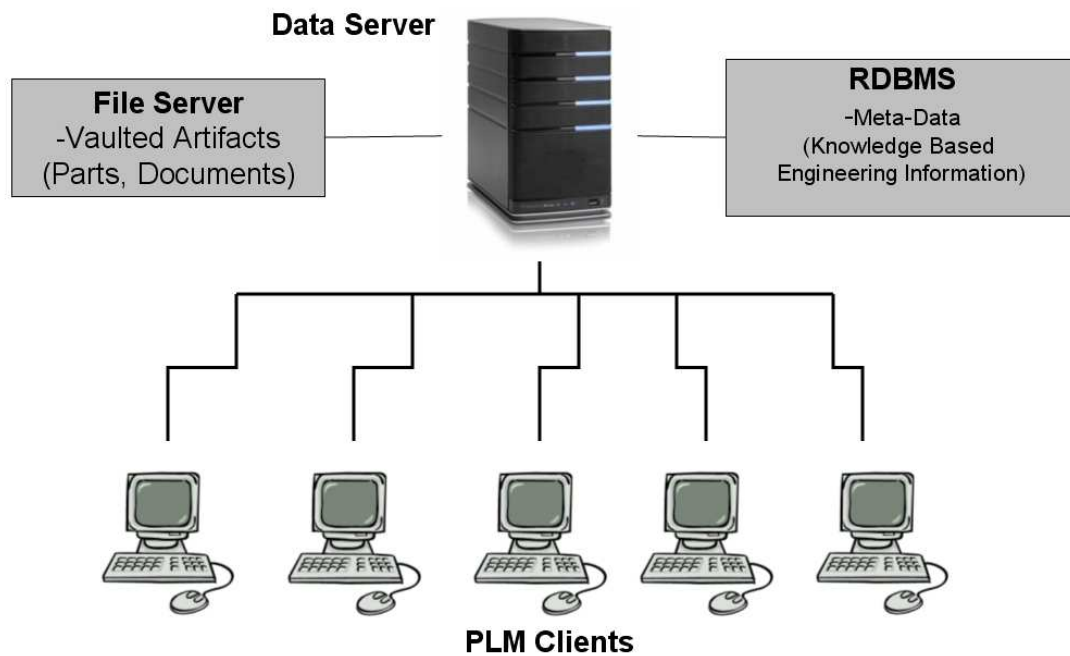 Data Server
File Server
-Vaulted Artifacts
(Parts, Documents)
RDBMS
-Meta-Data
(Knowledge Based
Engineering Information)
PLM Clients